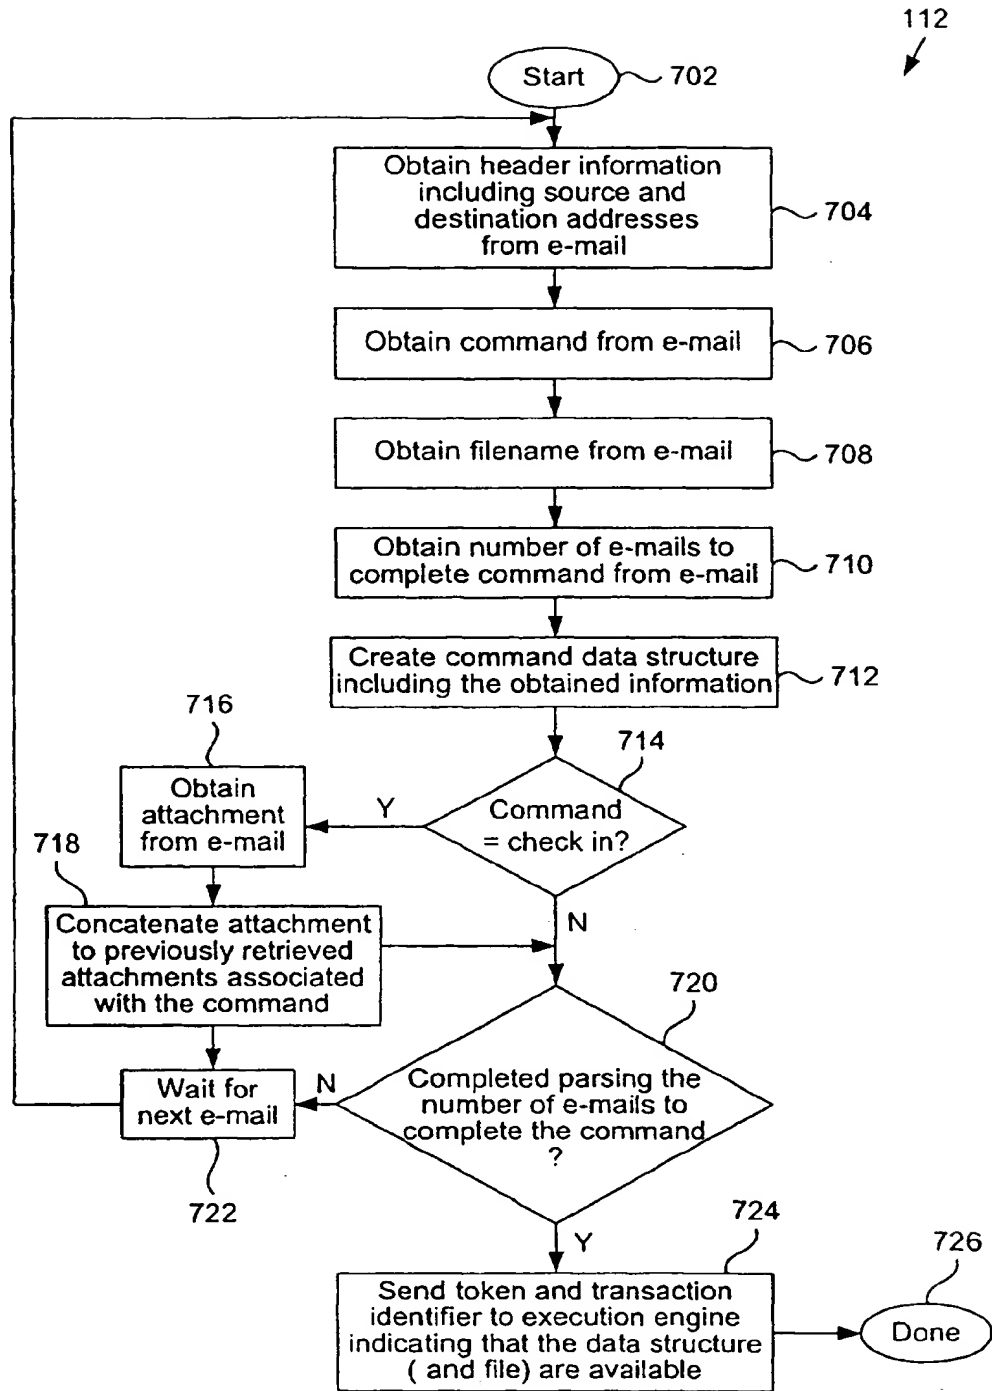 112
Start
702
Obtain header information
including source and
destination addresses
from e-mail
704
Obtain command from e-mail
706
Obtain filename from e-mail
708
Obtain number of e-mails to
complete command from e-mail
710
Create command data structure
including the obtained information
712
716
714
Obtain
attachment
from e-mail
Y
Command
= check in?
718
N
Concatenate attachment
to previously retrieved
attachments associated
with the command
720
Wait for
next e-mail
N
Completed parsing the
number of e-mails to
complete the command
?
722
Y
724
726
Send token and transaction
identifier to execution engine
indicating that the data structure
( and file) are available
Done